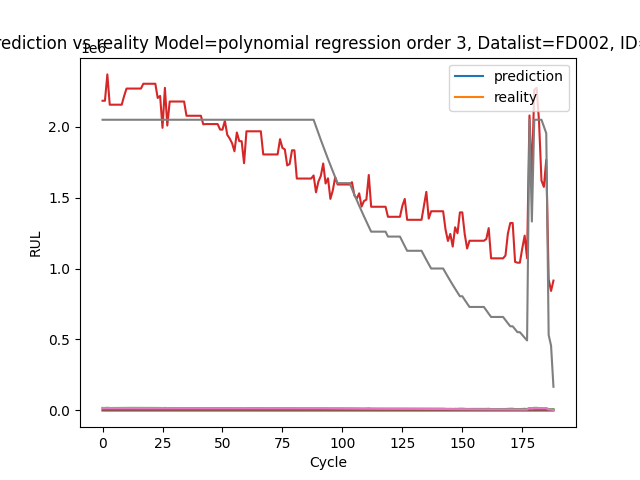 rediction vs reality Model=polynomial regression order 3, Datalist=FD002, ID=
1e6
prediction
reality
2.0
1.5
1.0
0.5
0.0
RUL
0 25 50 75 100 125 150 175
Cycle